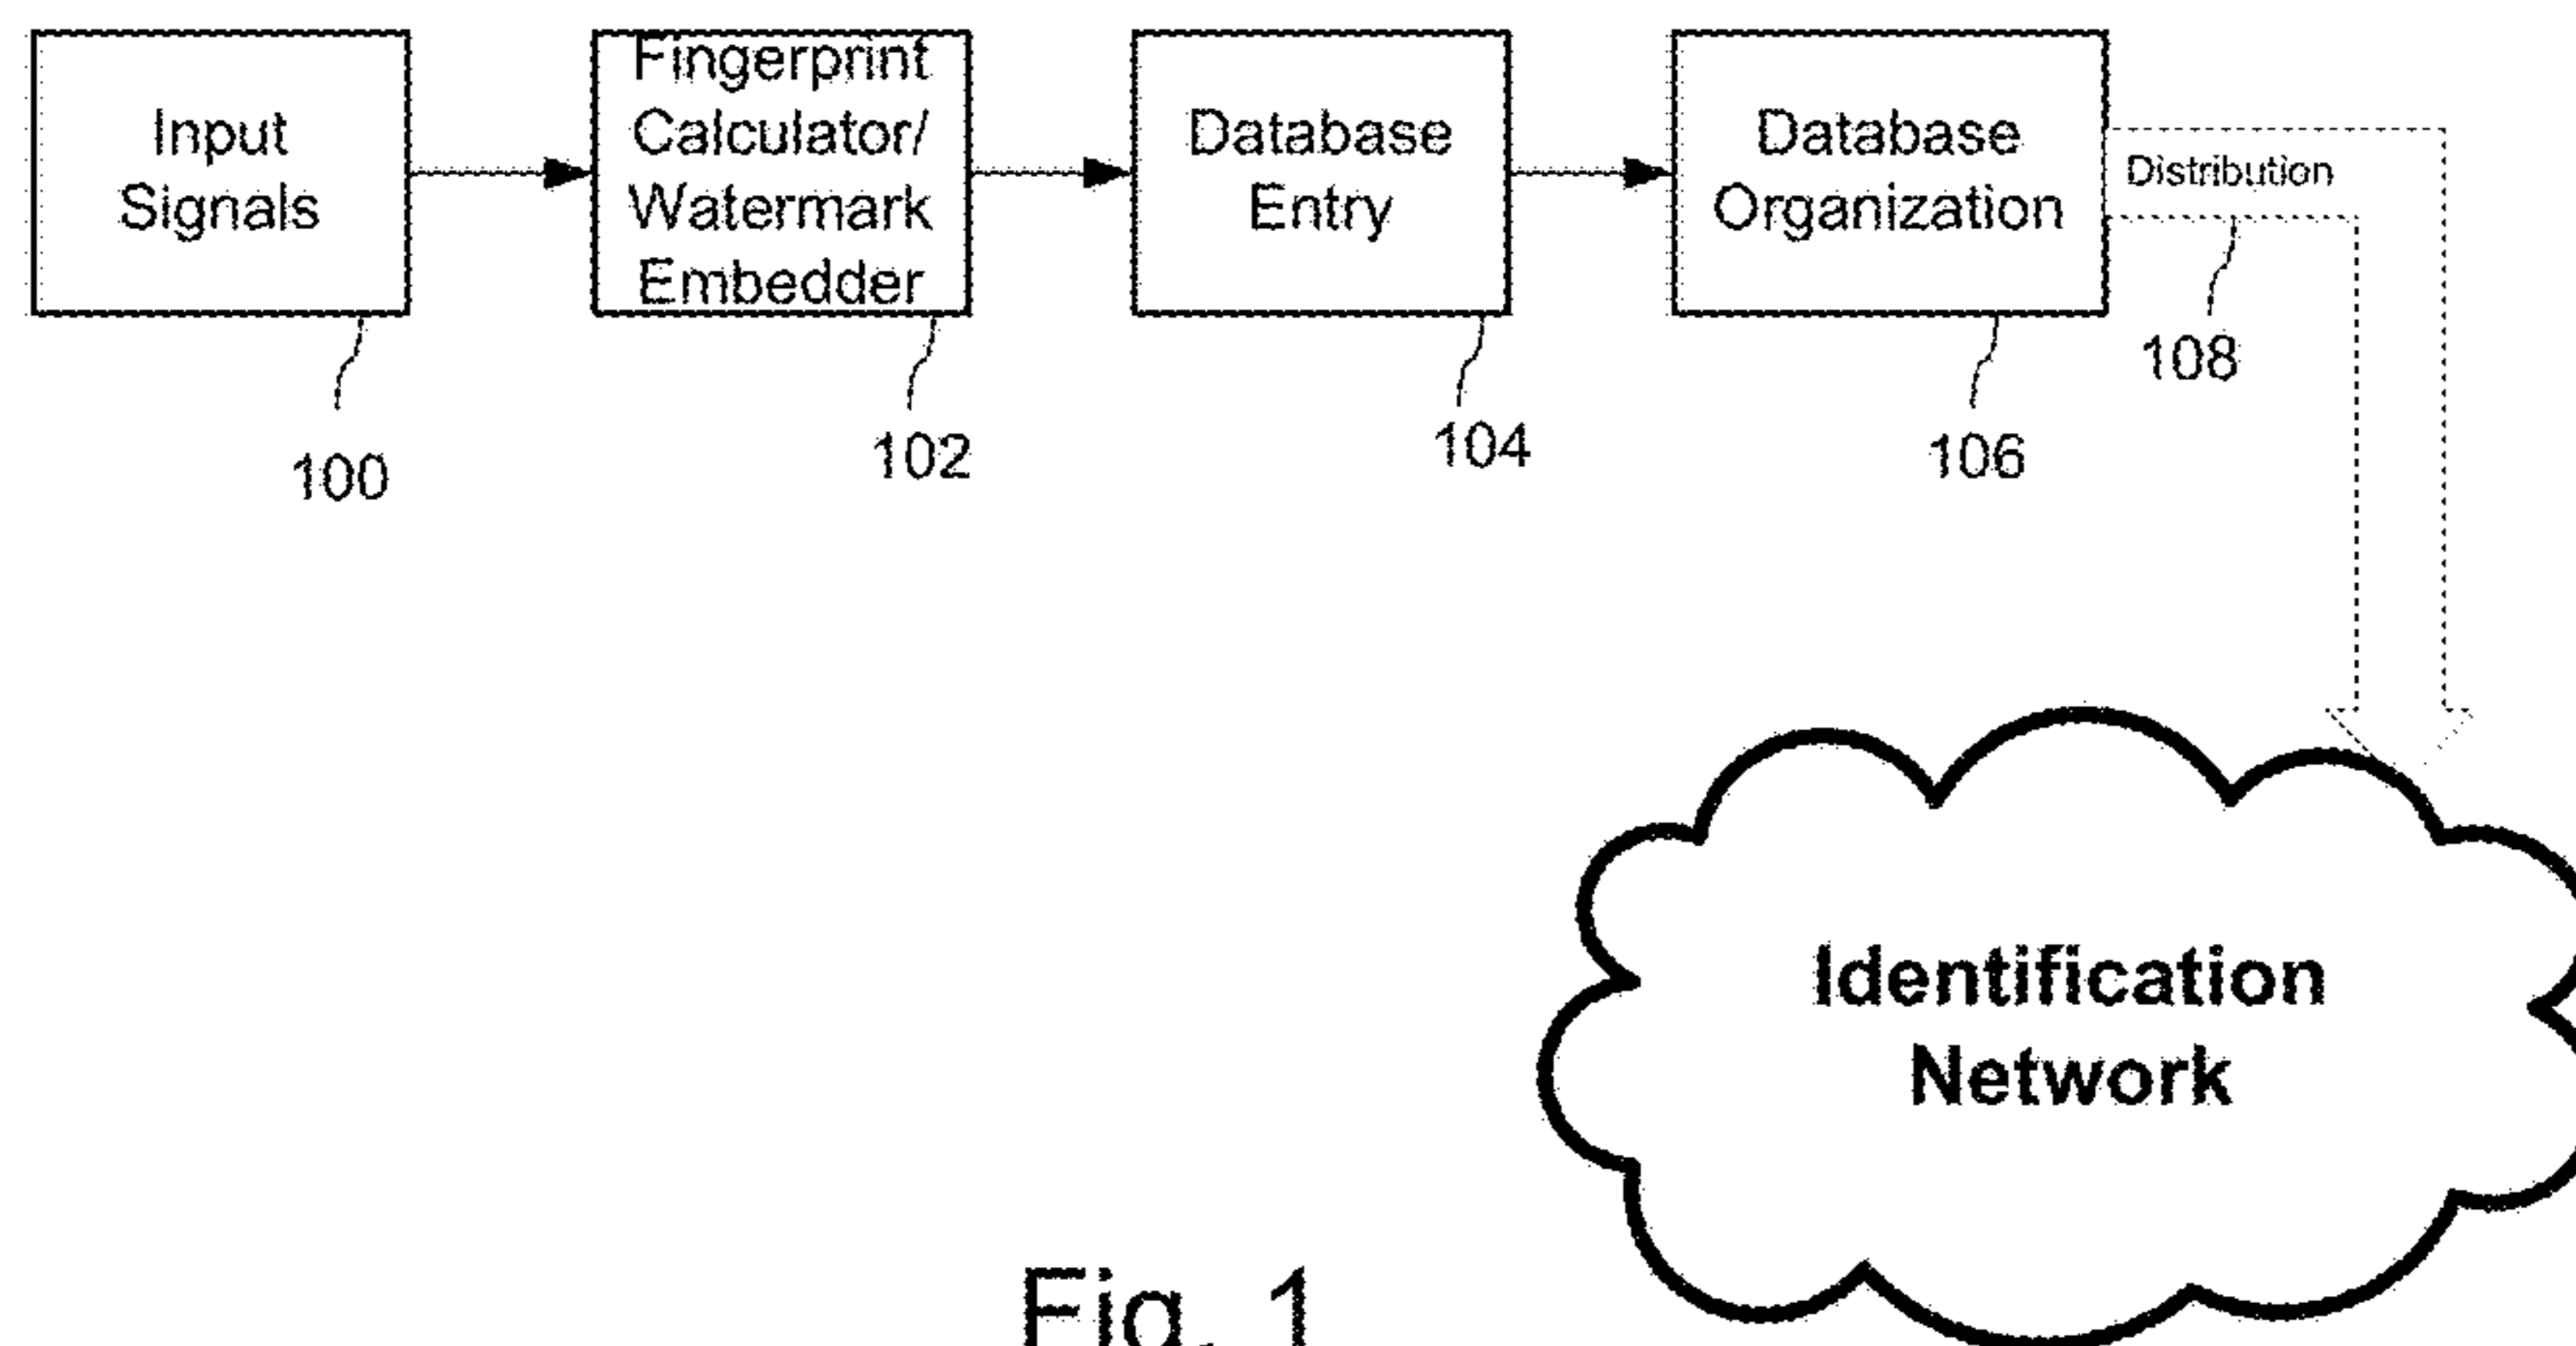 Input
Signals
Fingerprint
Calculator/
Watermark
Embedder
Database
Entry
Database
Organization
Distribution
100
102
104
106
108
Identification
Network
Fig. 1